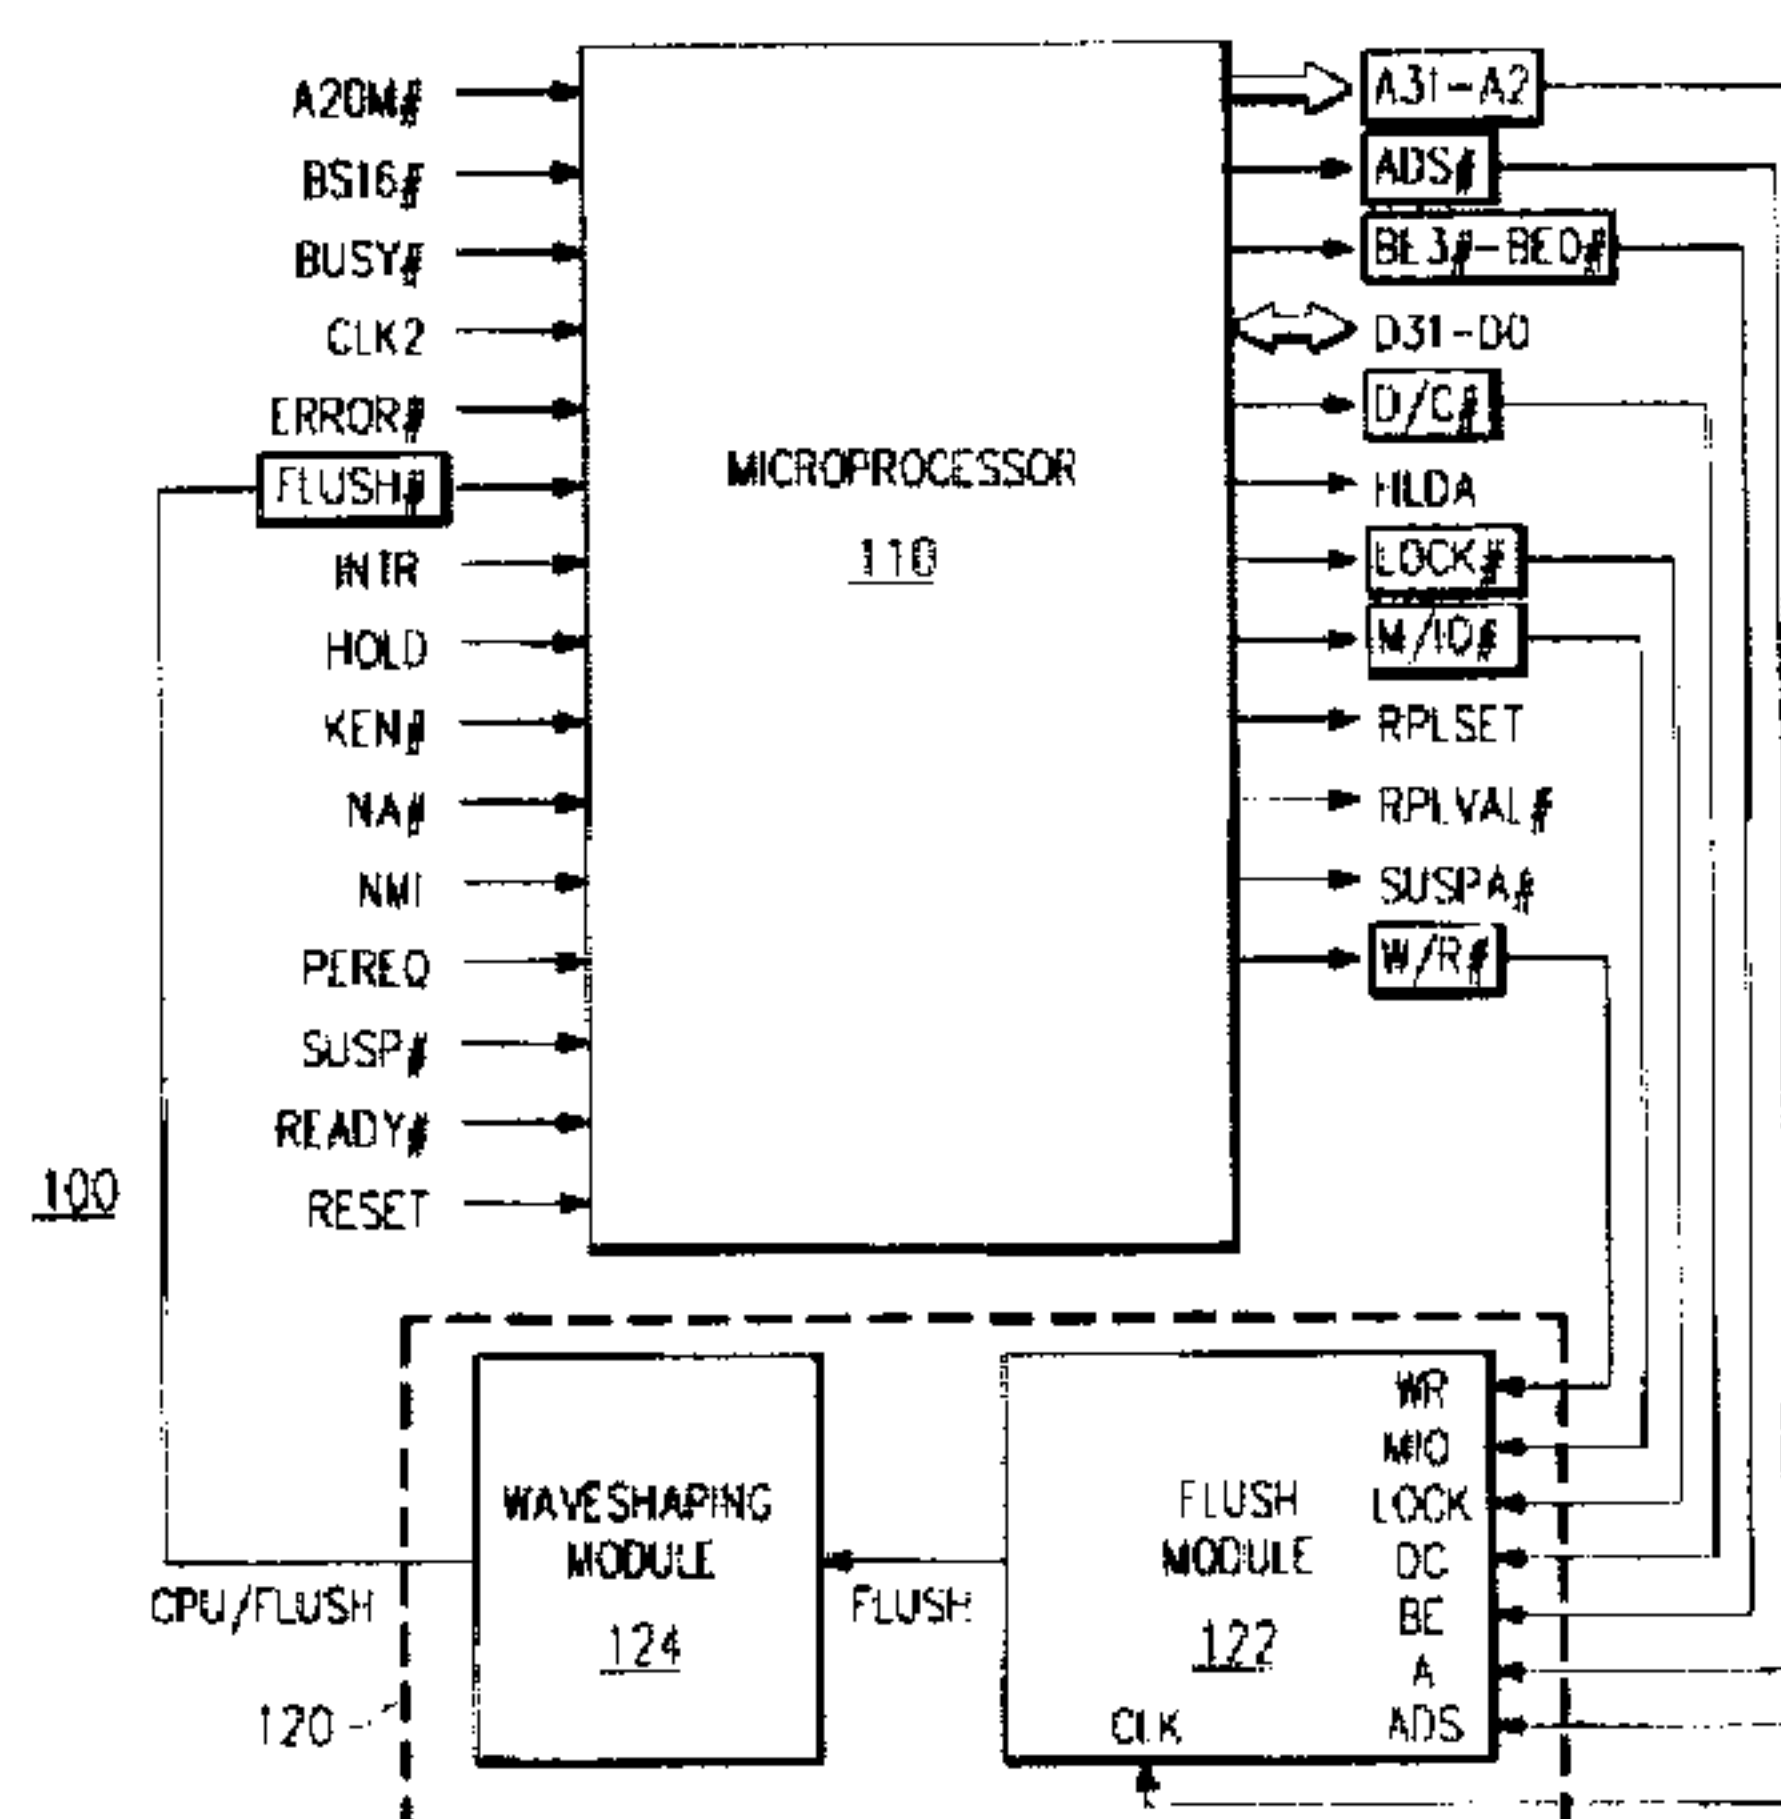 A20M#
BS16#
BUSY#
CLK2
ERROR#
FLUSH#
INTR
HOLD
KEN#
NA#
NMI
PEREQ
SUSP#
READY#
RESET
MICROPROCESSOR
110
A31-A2
ADS#
BE3#-BE0#
D31-D0
D/C#
HLDA
LOCK#
M/IO#
RPLSET
RPLVAL#
SUSPA#
W/R#
100
WAVESHAPING
MODULE
124
CPU/FLUSH
120
FLUSH
FLUSH
MODULE
122
CLK
WR
MIO
LOCK
DC
BE
A
ADS